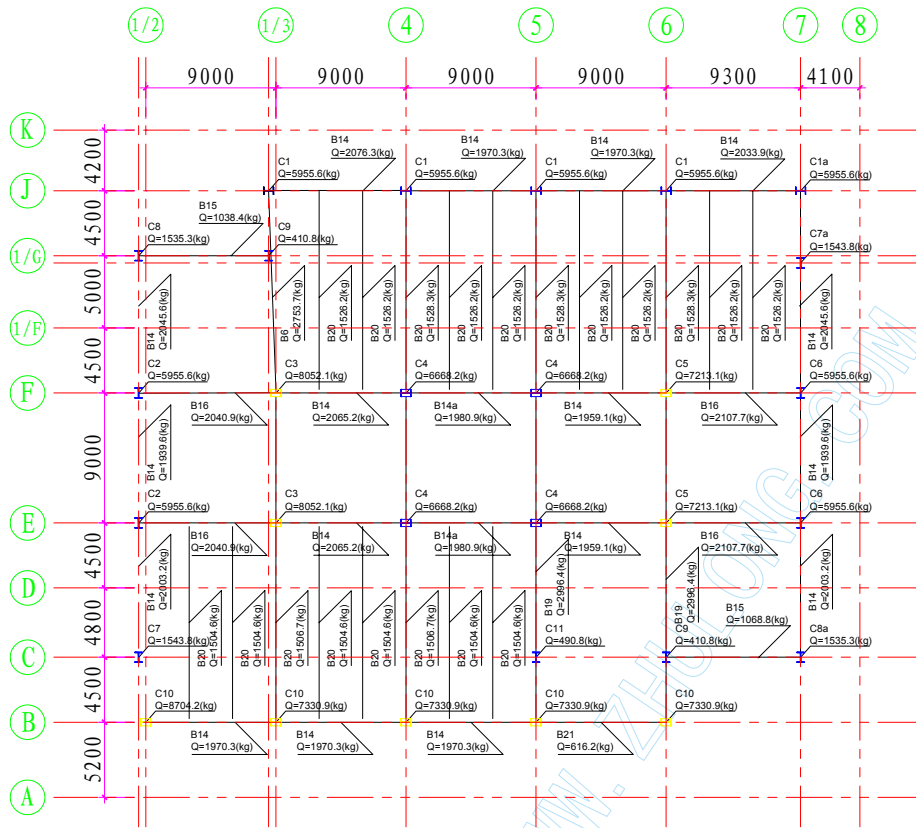 1/2 1/3 4 5 6 7 8
9000 9000 9000 9000 9300 4100
K
4200
B14
Q=2076.3(kg)
B14
Q=1970.3(kg)
B14
Q=1970.3(kg)
B14
Q=2033.9(kg)
C1
Q=5955.6(kg)
C1
Q=5955.6(kg)
C1
Q=5955.6(kg)
C1
Q=5955.6(kg)
C1a
Q=5955.6(kg)
J
4500
B15
Q=1038.4(kg)
C8
Q=1535.3(kg)
C9
Q=410.8(kg)
C7a
Q=1543.8(kg)
1/G
5000
B14
Q=2045.6(kg)
B6
Q=2753.7(kg)
B20
Q=1526.2(kg)
B20
Q=1526.2(kg)
B20
Q=1528.3(kg)
B20
Q=1526.2(kg)
B20
Q=1526.2(kg)
B20
Q=1528.3(kg)
B20
Q=1526.2(kg)
B20
Q=1526.2(kg)
B20
Q=1528.3(kg)
B20
Q=1526.2(kg)
B20
Q=1526.2(kg)
B14
Q=2045.6(kg)
1/F
4500
C2
Q=5955.6(kg)
C3
Q=8052.1(kg)
C4
Q=6668.2(kg)
C4
Q=6668.2(kg)
C5
Q=7213.1(kg)
C6
Q=5955.6(kg)
F
B16
Q=2040.9(kg)
B14
Q=2065.2(kg)
B14a
Q=1980.9(kg)
B14
Q=1959.1(kg)
B16
Q=2107.7(kg)
9000
B14
Q=1939.6(kg)
B14
Q=1939.6(kg)
C2
Q=5955.6(kg)
C3
Q=8052.1(kg)
C4
Q=6668.2(kg)
C4
Q=6668.2(kg)
C5
Q=7213.1(kg)
C6
Q=5955.6(kg)
E
B16
Q=2040.9(kg)
B14
Q=2065.2(kg)
B14a
Q=1980.9(kg)
B14
Q=1959.1(kg)
B16
Q=2107.7(kg)
4500
B14
Q=2003.2(kg)
B19
Q=2996.4(kg)
B19
Q=2996.4(kg)
B14
Q=2003.2(kg)
D
4800
B20
Q=1504.6(kg)
B20
Q=1504.6(kg)
B20
Q=1506.7(kg)
B20
Q=1504.6(kg)
B20
Q=1504.6(kg)
B20
Q=1506.7(kg)
B20
Q=1504.6(kg)
B20
Q=1504.6(kg)
B15
Q=1068.8(kg)
C7
Q=1543.8(kg)
C11
Q=490.8(kg)
C9
Q=410.8(kg)
C8a
Q=1535.3(kg)
C
4500
C10
Q=8704.2(kg)
C10
Q=7330.9(kg)
C10
Q=7330.9(kg)
C10
Q=7330.9(kg)
C10
Q=7330.9(kg)
B
B14
Q=1970.3(kg)
B14
Q=1970.3(kg)
B14
Q=1970.3(kg)
B21
Q=616.2(kg)
5200
A
WW.ZHULONG.COM